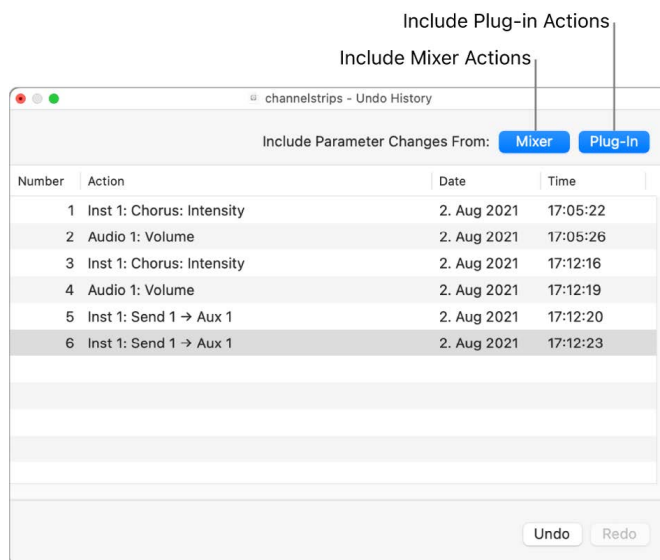 Include Plug-in Actions
Include Mixer Actions
channelstrips - Undo History
Include Parameter Changes From: Mixer Plug-In
Number Action Date Time
1 Inst 1: Chorus: Intensity 2. Aug 2021 17:05:22
2 Audio 1: Volume 2. Aug 2021 17:05:26
3 Inst 1: Chorus: Intensity 2. Aug 2021 17:12:16
4 Audio 1: Volume 2. Aug 2021 17:12:19
5 Inst 1: Send 1 → Aux 1 2. Aug 2021 17:12:20
6 Inst 1: Send 1 → Aux 1 2. Aug 2021 17:12:23
Undo Redo